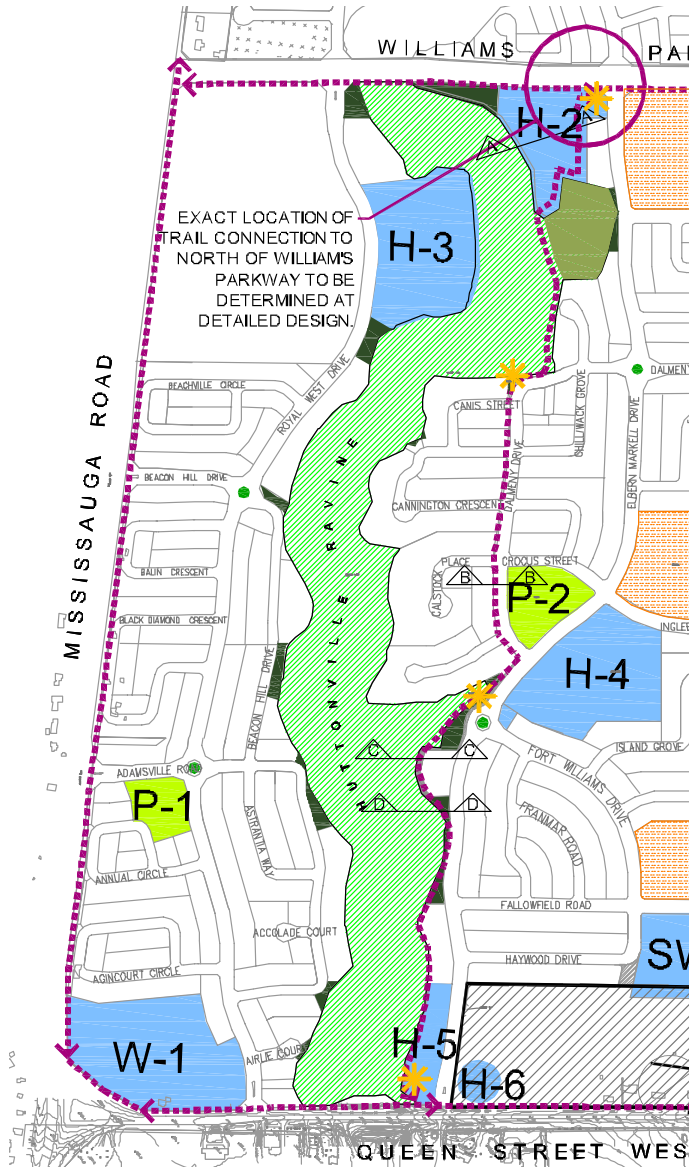 WILLIAMS PA
H-2
A
A
EXACT LOCATION OF
TRAIL CONNECTION TO
NORTH OF WILLIAM'S
PARKWAY TO BE
DETERMINED AT
DETAILED DESIGN.
H-3
MISSISSAUGA ROAD
BEACHVILLE CIRCLE
ROYAL WEST DRIVE
DALMEN
CANIS STREET
CHILLIWACK GROVE
ELBERN MARKELL DRIVE
BEACON HILL DRIVE
HUTTONVILLE RAVINE
CANNINGTON CRESCENT
DALMENY DRIVE
BALIN CRESCENT
CALSTOCK PLACE
CROCUS STREET
B
B
P-2
BLACK DIAMOND CRESCENT
INGLE
BEACON HILL DRIVE
H-4
C
C
ISLAND GROVE
FORT WILLIAMS DRIVE
ADAMSVILLE RO
P-1
D
D
ASTRANTIA WAY
FRANMAR ROAD
ANNUAL CIRCLE
FALLOWFIELD ROAD
ACCOLADE COURT
HAYWOOD DRIVE
SW
AGINCOURT CIRCLE
W-1
AIRLIE COURT
H-5
H-6
QUEEN STREET WES